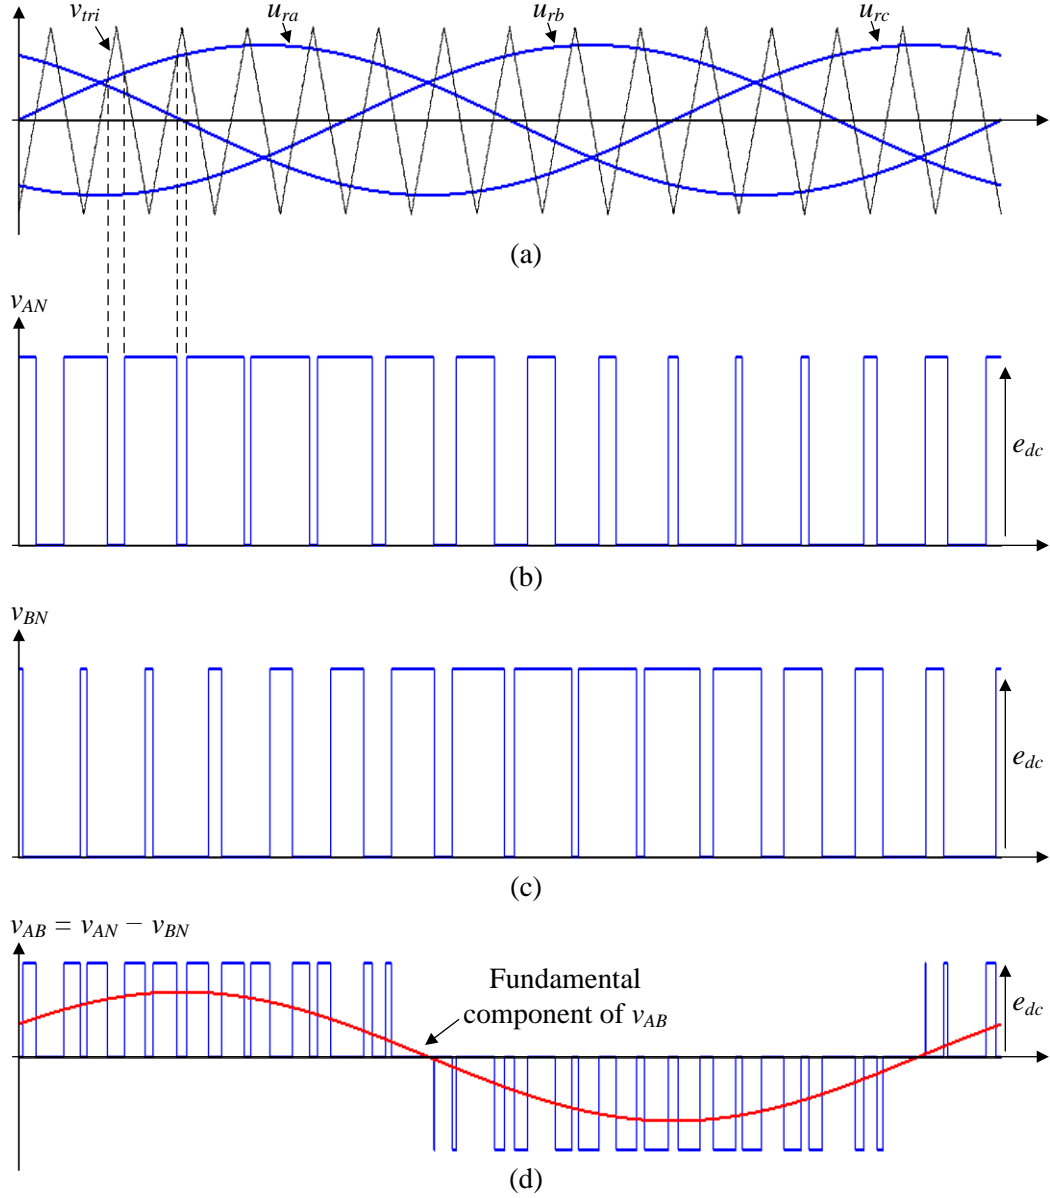 v_tri u_ra u_rb u_rc
(a)
v_AN
e_dc
(b)
v_BN
e_dc
(c)
v_AB = v_AN − v_BN
Fundamental
component of v_AB
e_dc
(d)